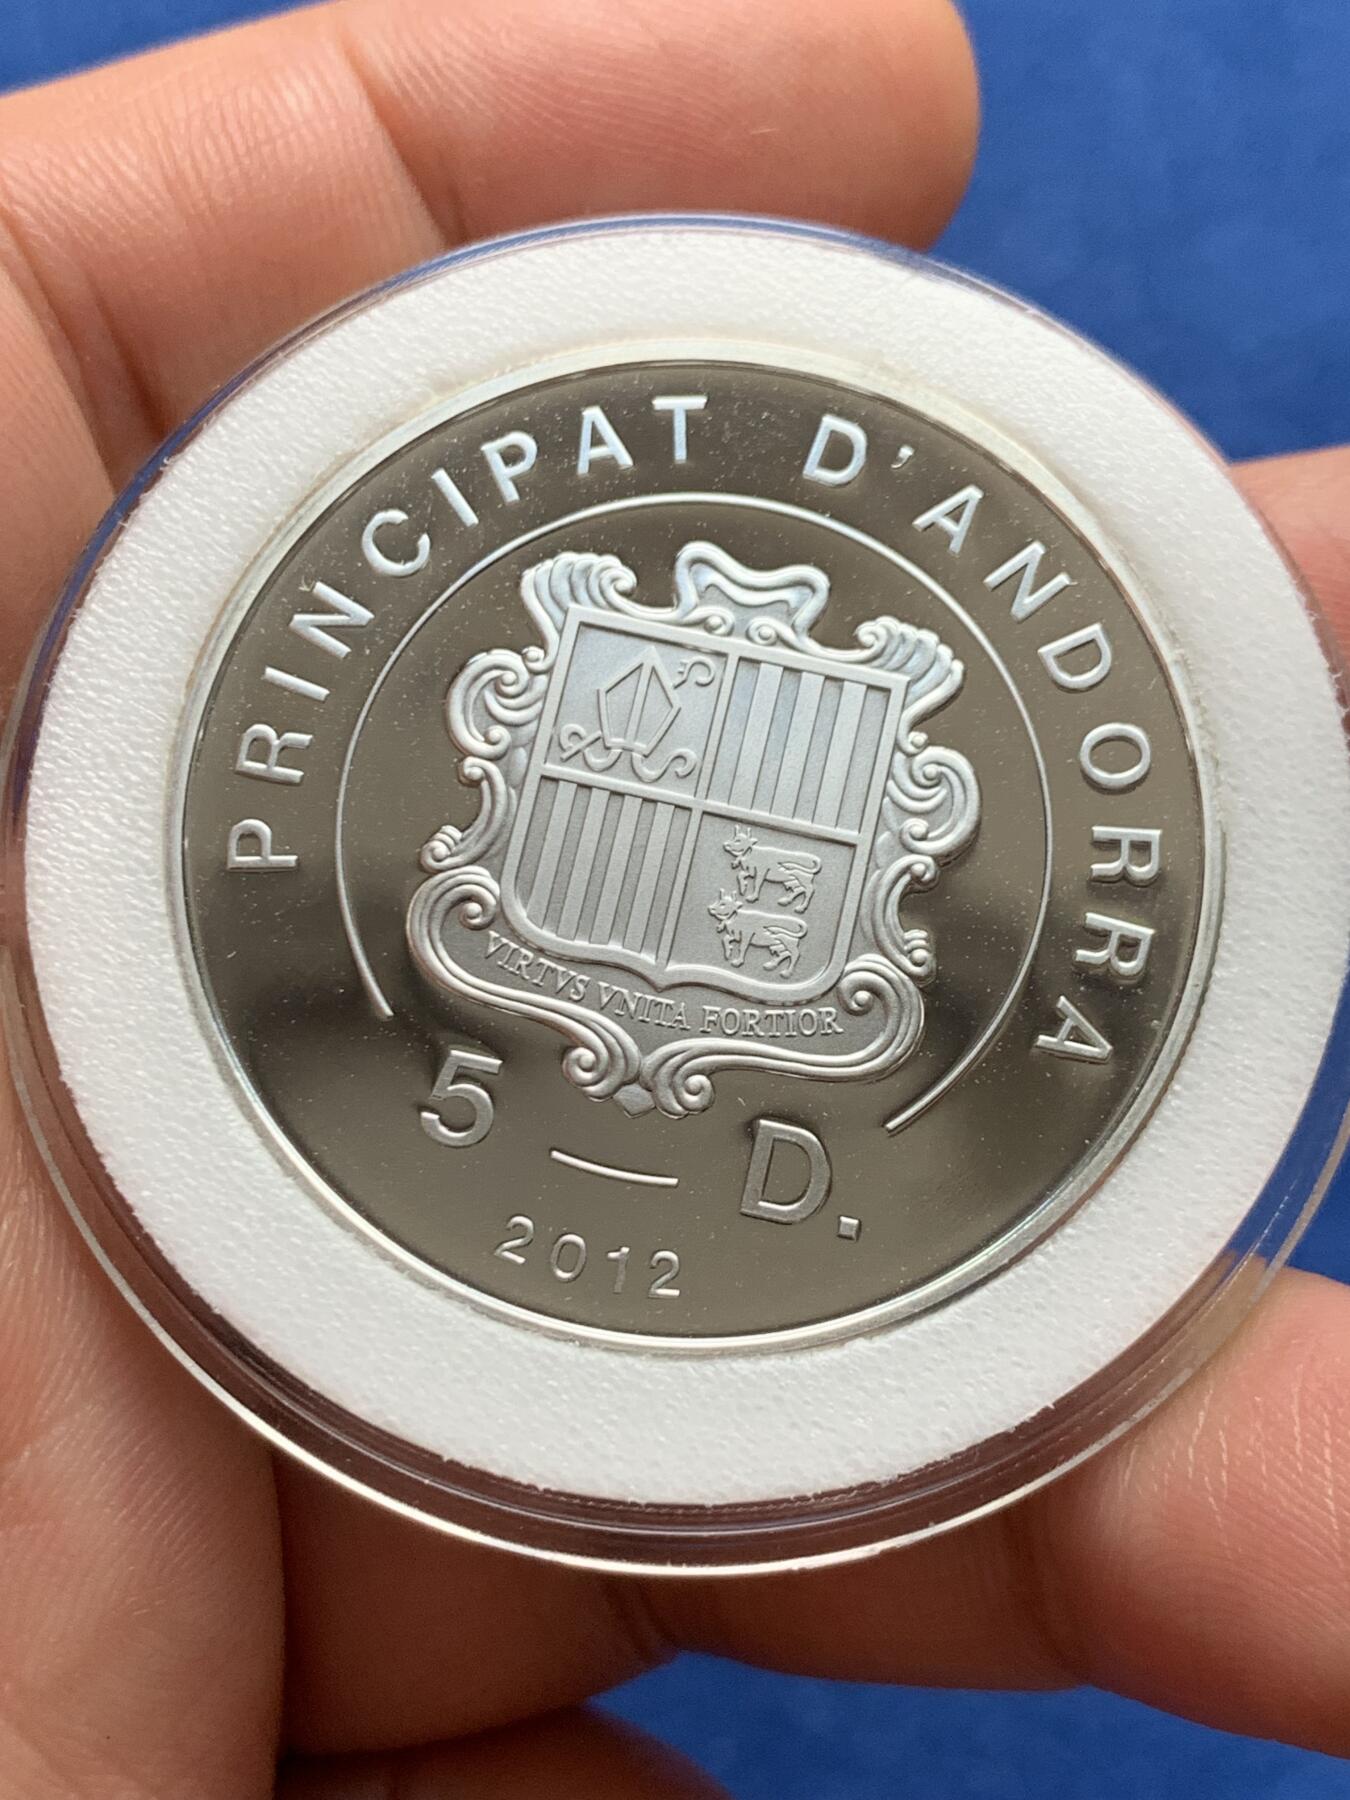 PRINCIPAT D'ANDORRA
VIRTVS VNITA FORTIOR
5 — D.
2012